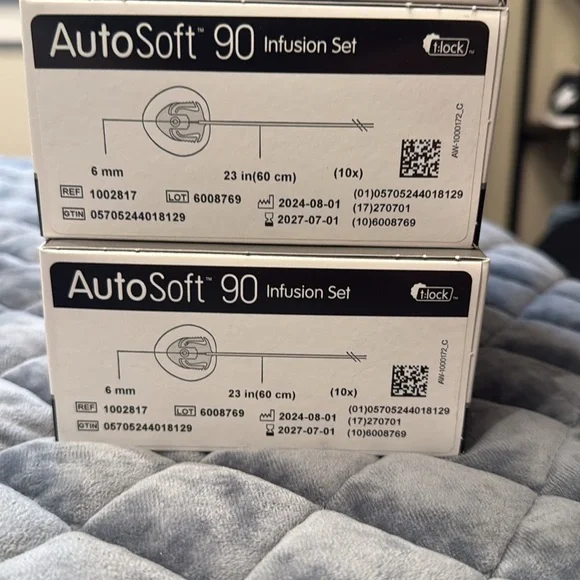 AutoSoft™ 90 Infusion Set t:lock™
6 mm 23 in(60 cm) (10x)
REF 1002817 LOT 6008769 2024-08-01 (01)05705244018129
GTIN 05705244018129 2027-07-01 (17)270701
(10)6008769
AW-1000172_C
AutoSoft™ 90 Infusion Set t:lock™
6 mm 23 in(60 cm) (10x)
REF 1002817 LOT 6008769 2024-08-01 (01)05705244018129
GTIN 05705244018129 2027-07-01 (17)270701
(10)6008769
AW-1000172_C